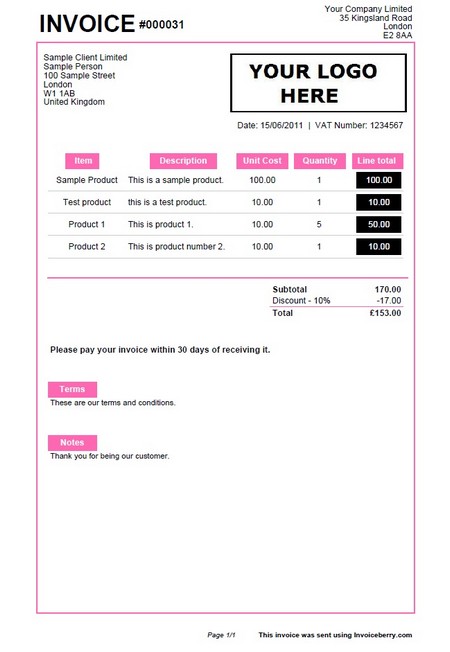 INVOICE #000031
Your Company Limited
35 Kingsland Road
London
E2 8AA
Sample Client Limited
Sample Person
100 Sample Street
London
W1 1AB
United Kingdom
YOUR LOGO
HERE
Date: 15/06/2011 | VAT Number: 1234567
Item Description Unit Cost Quantity Line total
Sample Product This is a sample product. 100.00 1 100.00
Test product this is a test product. 10.00 1 10.00
Product 1 This is product 1. 10.00 5 50.00
Product 2 This is product number 2. 10.00 1 10.00
Subtotal 170.00
Discount - 10% -17.00
Total £153.00
Please pay your invoice within 30 days of receiving it.
Terms
These are our terms and conditions.
Notes
Thank you for being our customer.
Page 1/1 This invoice was sent using Invoiceberry.com